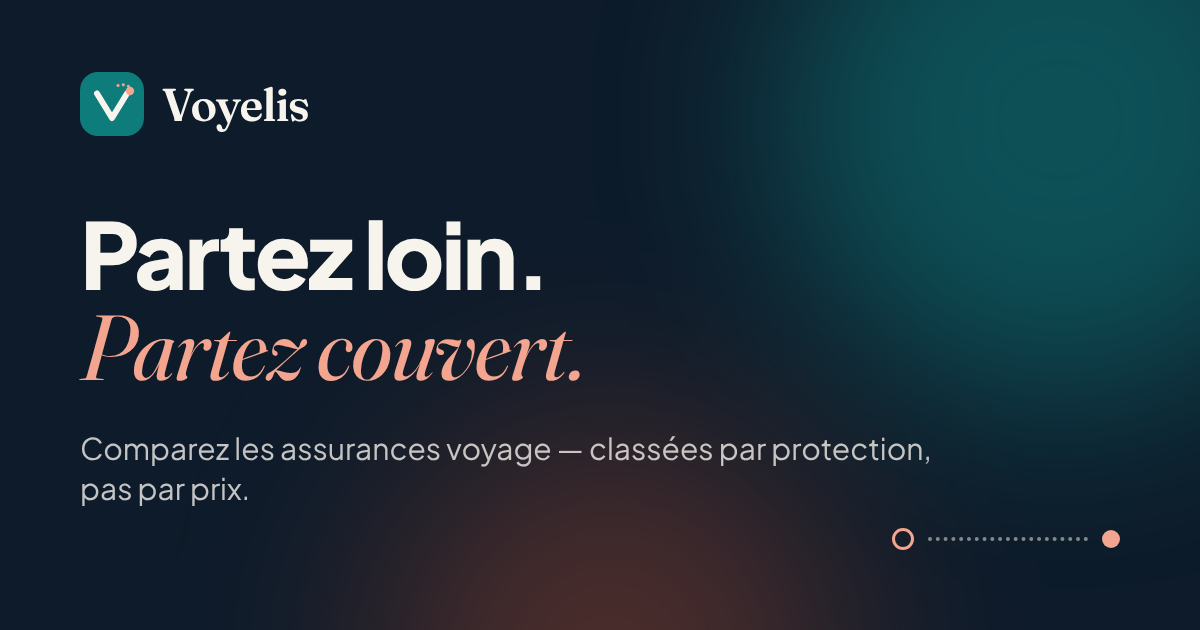 Voyelis
Partez loin.
Partez couvert.
Comparez les assurances voyage — classées par protection,
pas par prix.